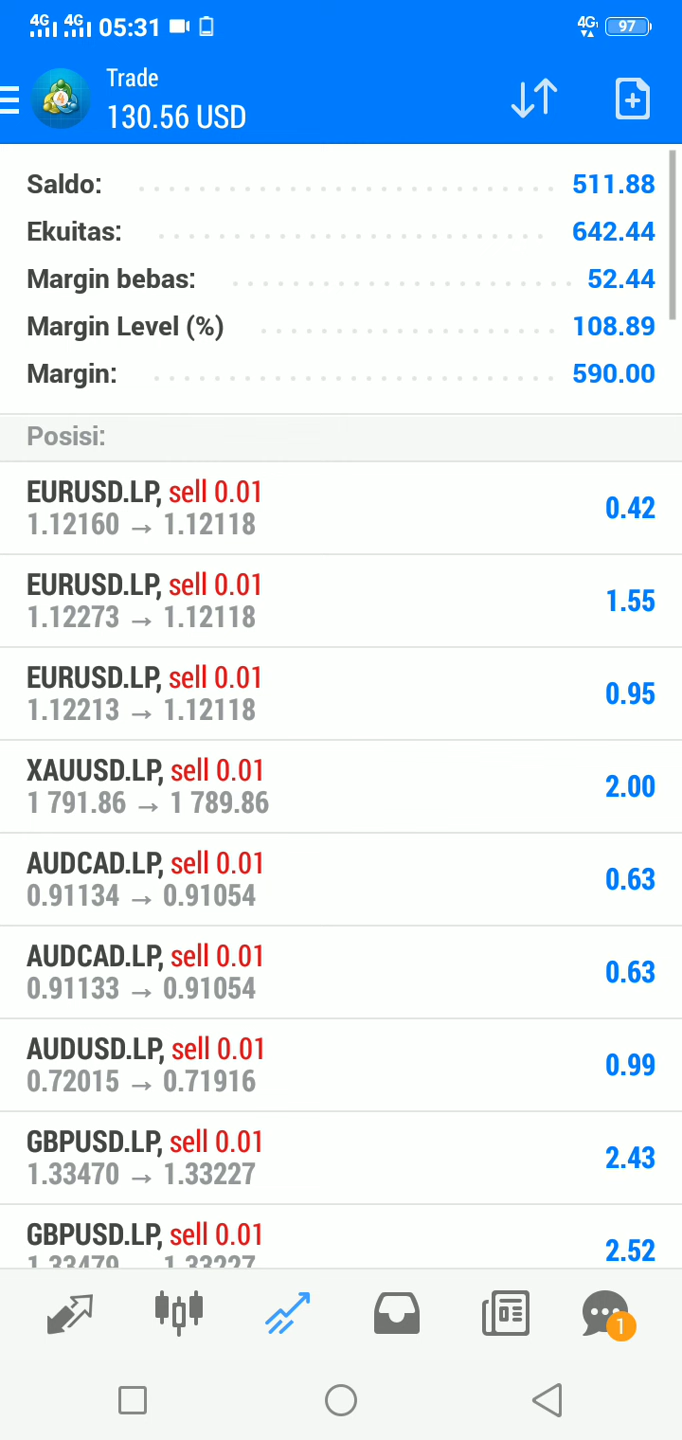 4G 4G 05:31 4G 97
Trade
130.56 USD
4
Saldo: 511.88
Ekuitas: 642.44
Margin bebas: 52.44
Margin Level (%) 108.89
Margin: 590.00
Posisi:
EURUSD.LP, sell 0.01
1.12160 → 1.12118 0.42
EURUSD.LP, sell 0.01
1.12273 → 1.12118 1.55
EURUSD.LP, sell 0.01
1.12213 → 1.12118 0.95
XAUUSD.LP, sell 0.01
1 791.86 → 1 789.86 2.00
AUDCAD.LP, sell 0.01
0.91134 → 0.91054 0.63
AUDCAD.LP, sell 0.01
0.91133 → 0.91054 0.63
AUDUSD.LP, sell 0.01
0.72015 → 0.71916 0.99
GBPUSD.LP, sell 0.01
1.33470 → 1.33227 2.43
GBPUSD.LP, sell 0.01
1.33479 → 1.33227 2.52
1